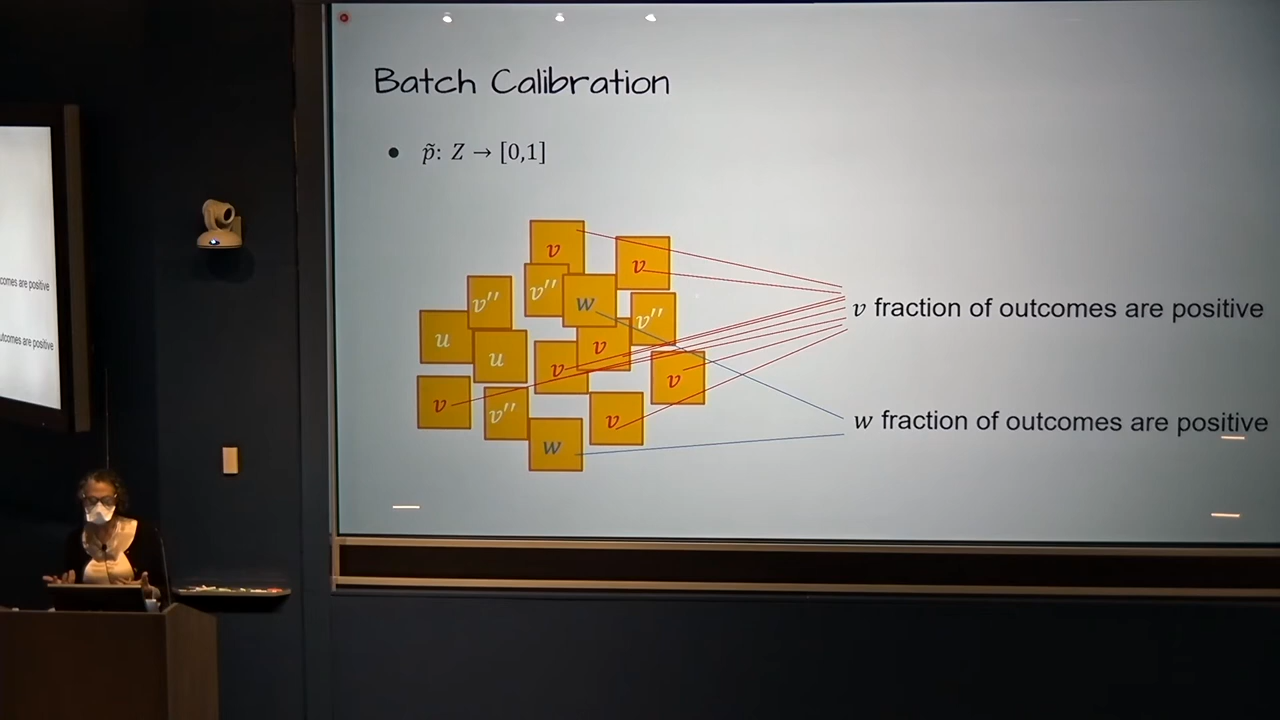 Batch Calibration
● p̃: Z → [0,1]
v
v
v′′
v′′
w
v′′
v fraction of outcomes are positive
u
u
v
v
v
v
v′′
v
w
w fraction of outcomes are positive
comes are positive
utcomes are positive